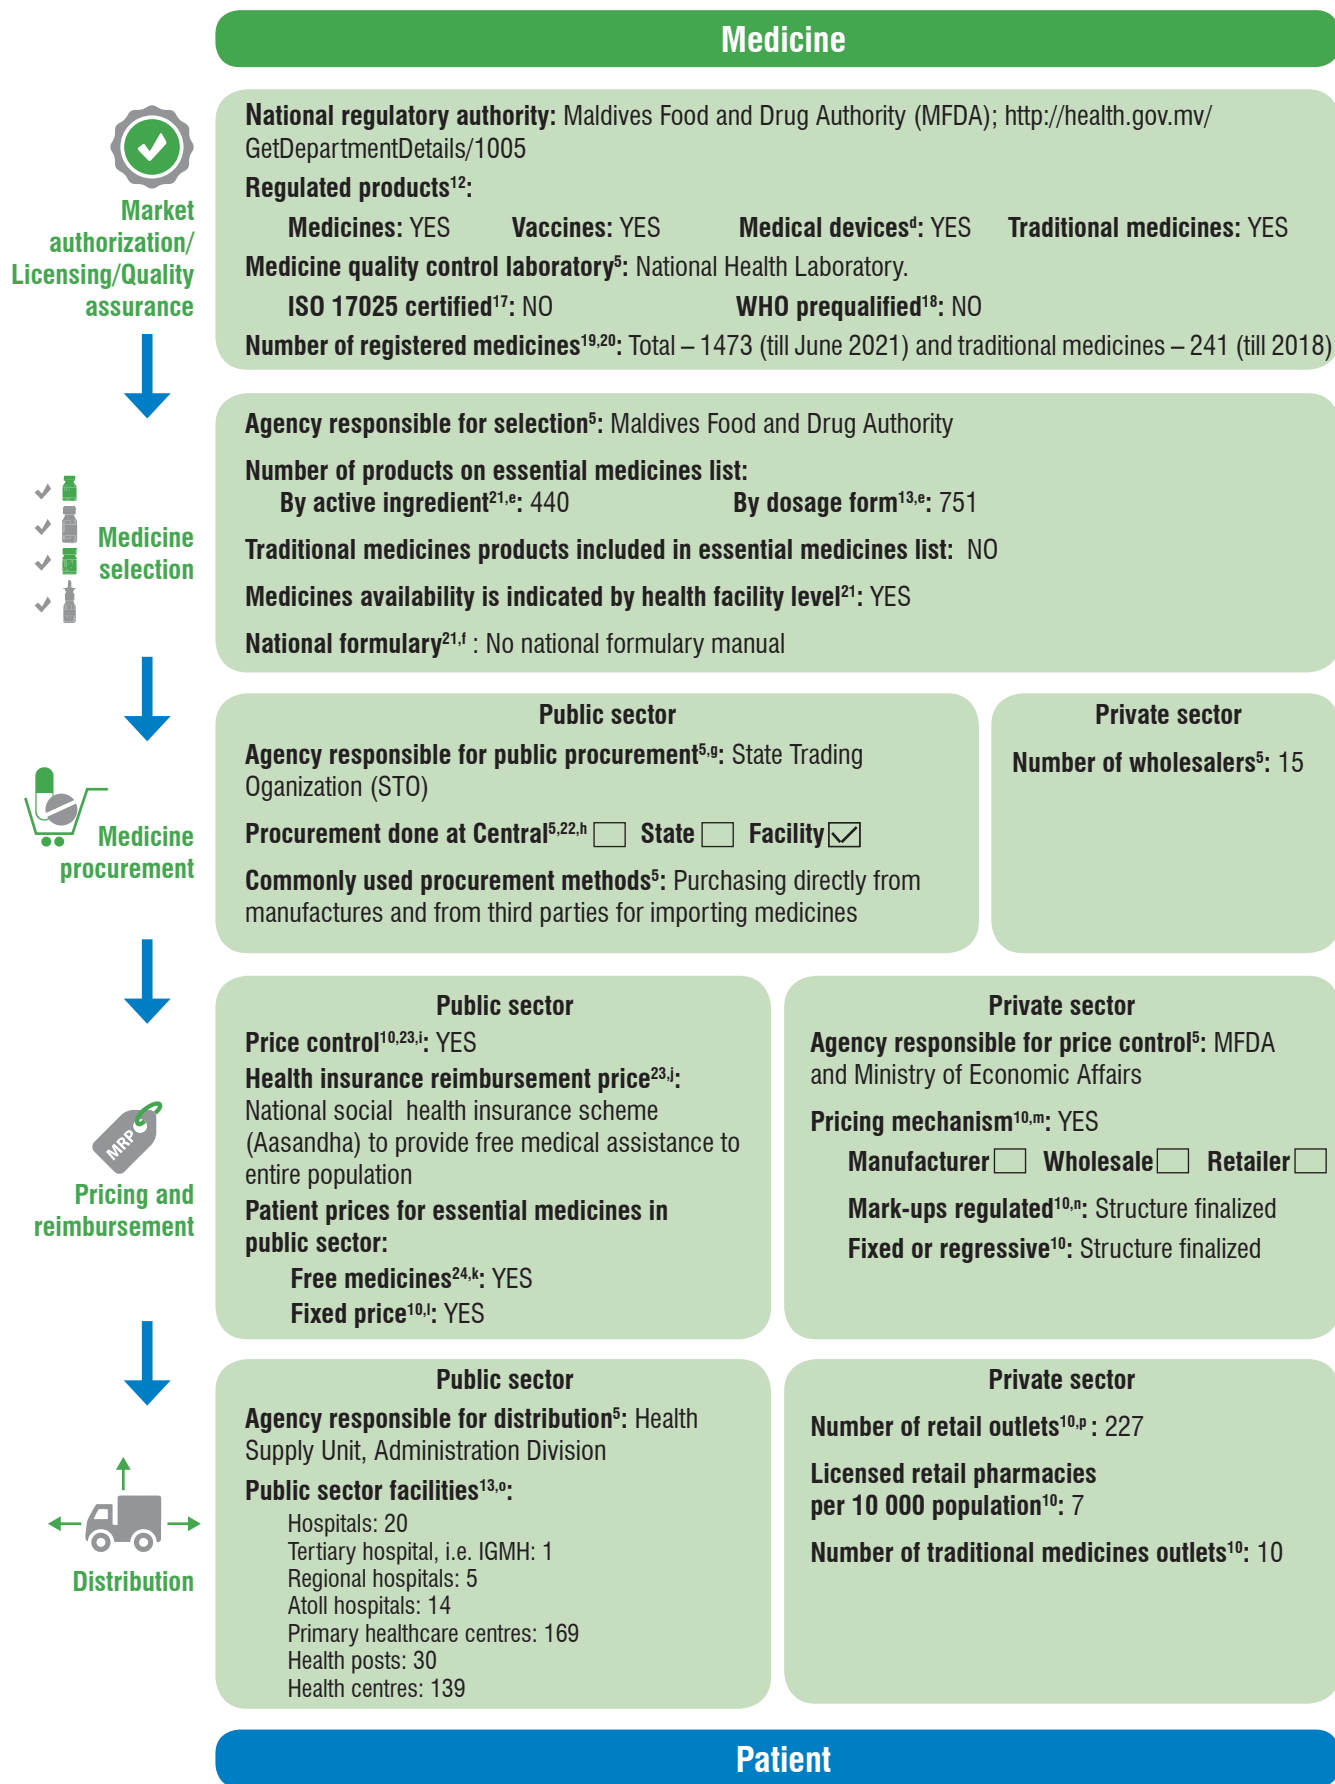 Medicine
Market
authorization/
Licensing/Quality
assurance
National regulatory authority: Maldives Food and Drug Authority (MFDA); http://health.gov.mv/
GetDepartmentDetails/1005
Regulated products12:
Medicines: YES Vaccines: YES Medical devicesd: YES Traditional medicines: YES
Medicine quality control laboratory5: National Health Laboratory.
ISO 17025 certified17: NO WHO prequalified18: NO
Number of registered medicines19,20: Total – 1473 (till June 2021) and traditional medicines – 241 (till 2018)
Medicine
selection
Agency responsible for selection5: Maldives Food and Drug Authority
Number of products on essential medicines list:
By active ingredient21,e: 440 By dosage form13,e: 751
Traditional medicines products included in essential medicines list: NO
Medicines availability is indicated by health facility level21: YES
National formulary21,f : No national formulary manual
Medicine
procurement
Public sector
Agency responsible for public procurement5,g: State Trading
Oganization (STO)
Procurement done at Central5,22,h State Facility
Commonly used procurement methods5: Purchasing directly from
manufactures and from third parties for importing medicines
Private sector
Number of wholesalers5: 15
MRP
Pricing and
reimbursement
Public sector
Price control10,23,i: YES
Health insurance reimbursement price23,j:
National social health insurance scheme
(Aasandha) to provide free medical assistance to
entire population
Patient prices for essential medicines in
public sector:
Free medicines24,k: YES
Fixed price10,l: YES
Private sector
Agency responsible for price control5: MFDA
and Ministry of Economic Affairs
Pricing mechanism10,m: YES
Manufacturer Wholesale Retailer
Mark-ups regulated10,n: Structure finalized
Fixed or regressive10: Structure finalized
Distribution
Public sector
Agency responsible for distribution5: Health
Supply Unit, Administration Division
Public sector facilities13,o:
Hospitals: 20
Tertiary hospital, i.e. IGMH: 1
Regional hospitals: 5
Atoll hospitals: 14
Primary healthcare centres: 169
Health posts: 30
Health centres: 139
Private sector
Number of retail outlets10,p : 227
Licensed retail pharmacies
per 10 000 population10: 7
Number of traditional medicines outlets10: 10
Patient